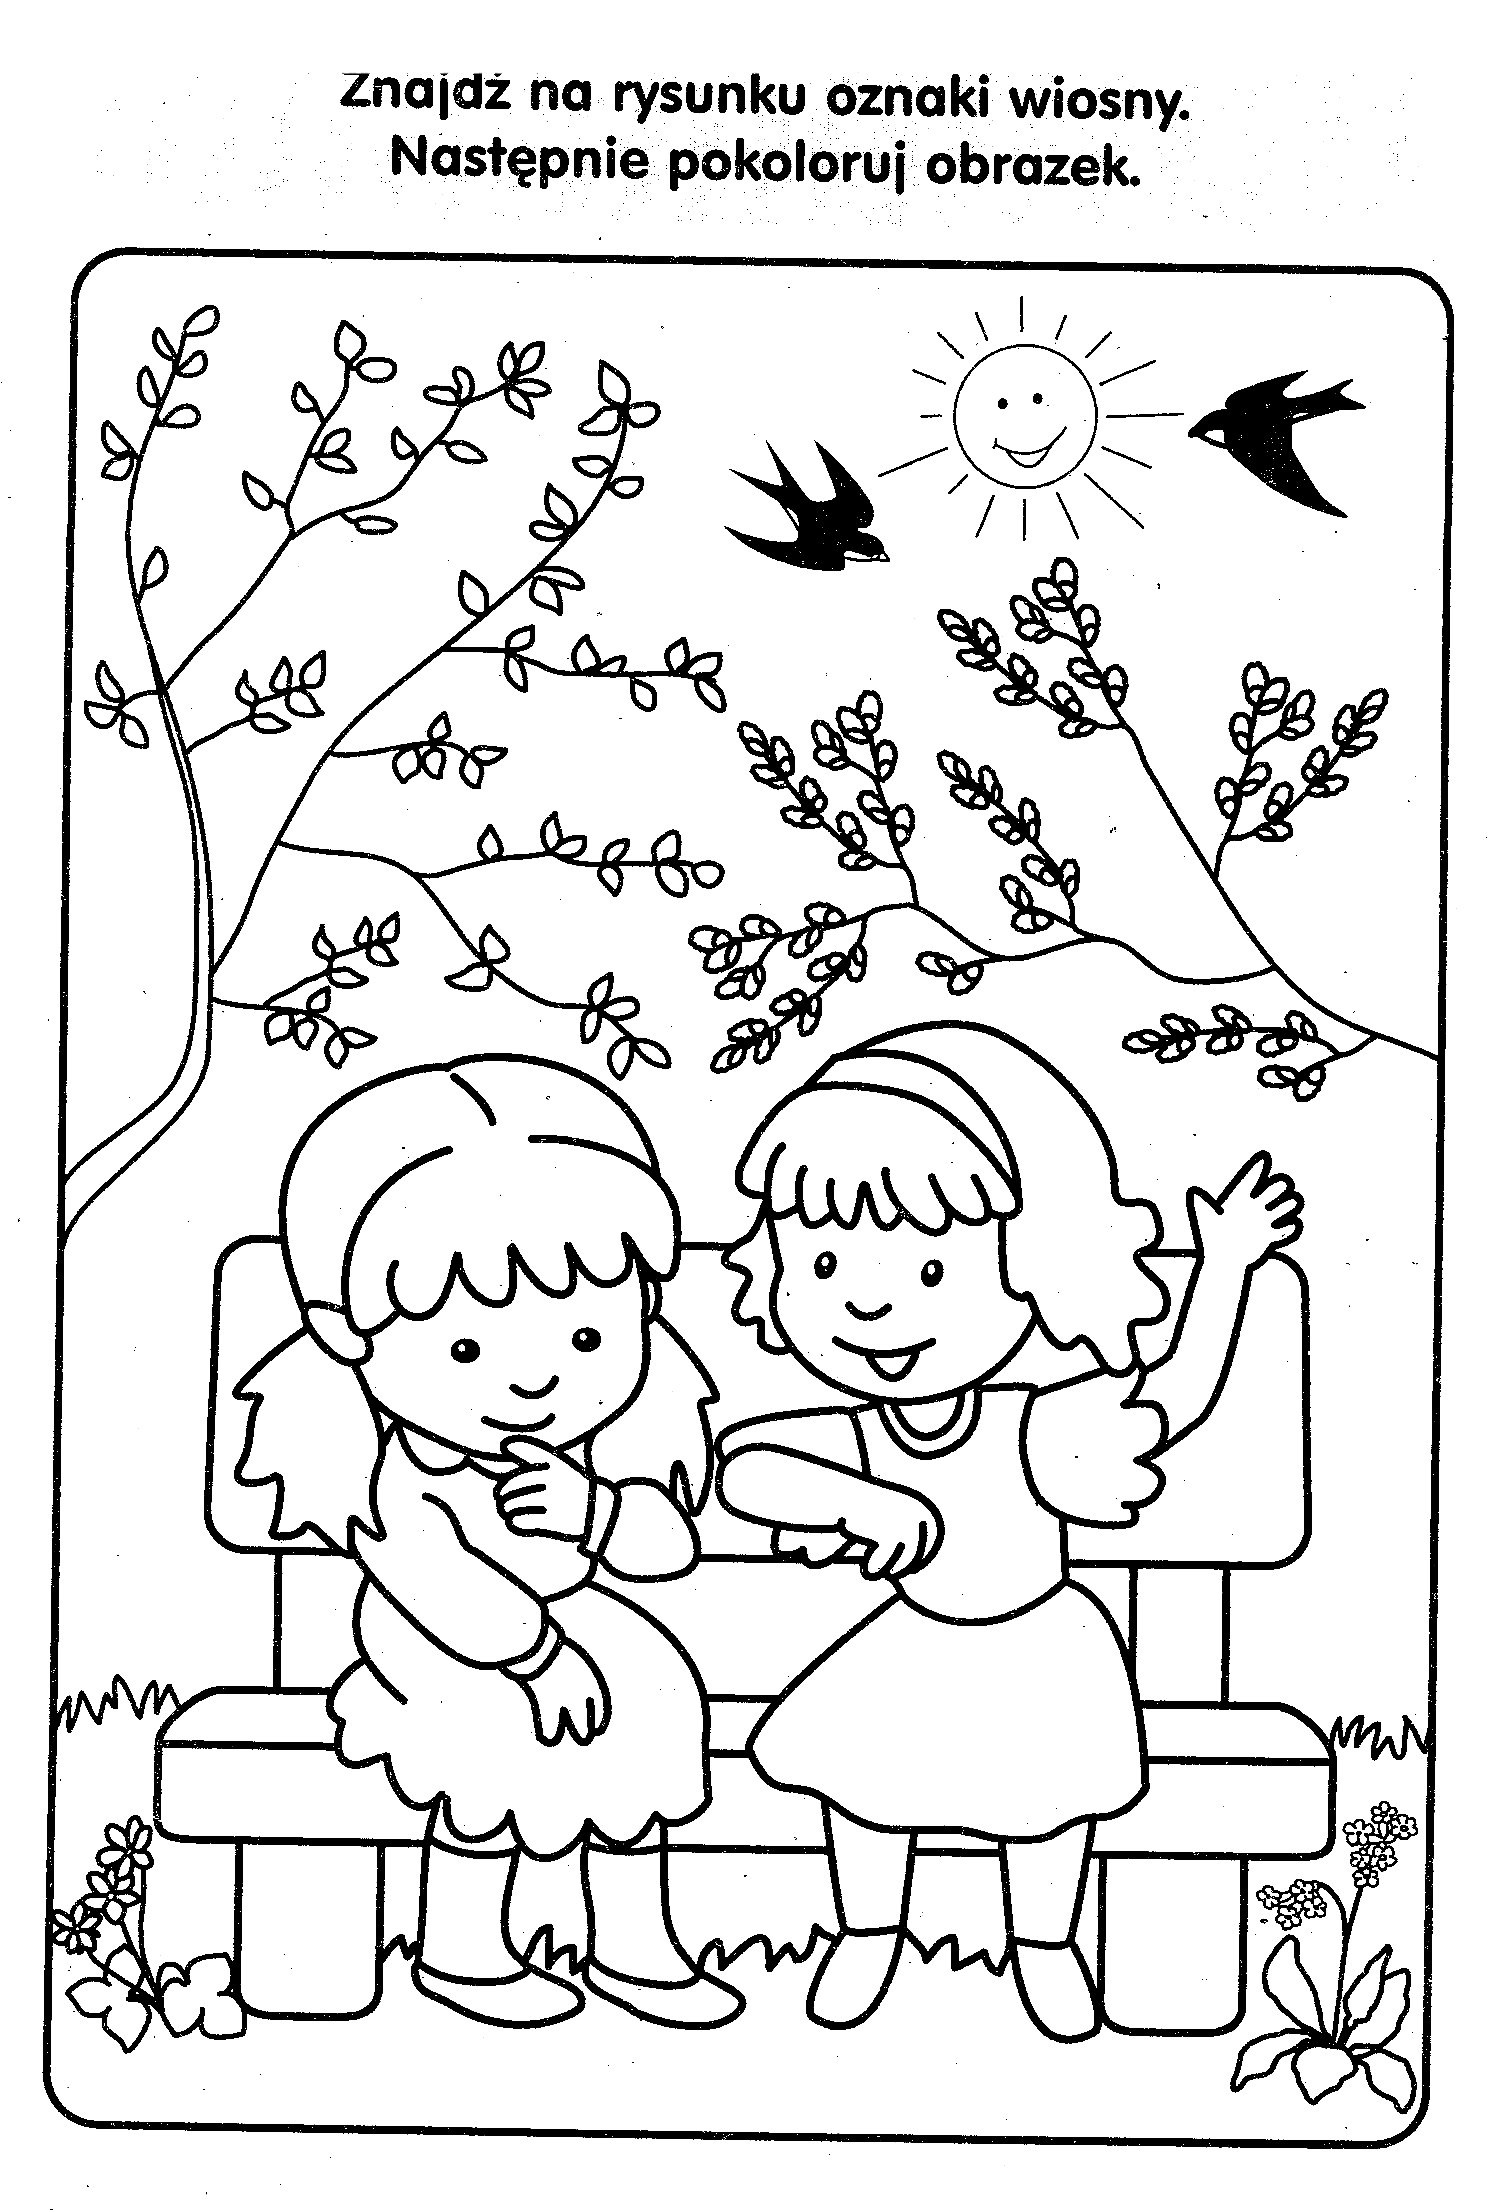 Znajdź na rysunku oznaki wiosny.
Następnie pokoloruj obrazek.